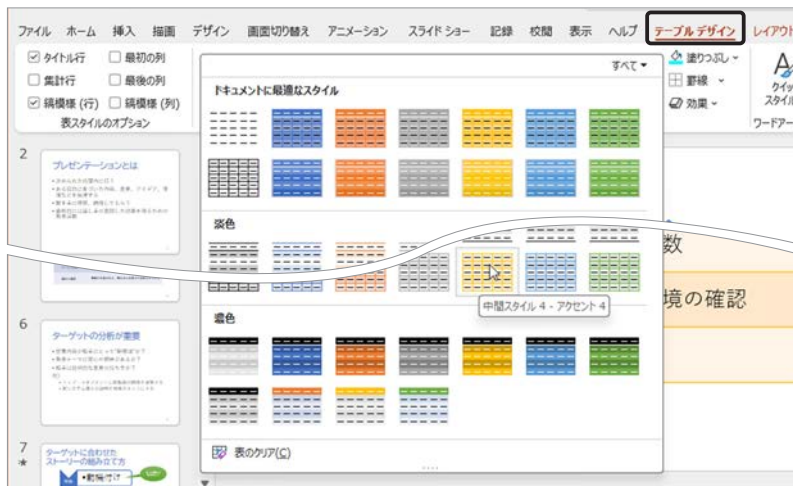 ファイル ホーム 挿入 描画 デザイン 画面切り替え アニメーション スライド ショー 記録 校閲 表示 ヘルプ テーブル デザイン レイアウト
タイトル行 最初の列
集計行 最後の列
縞模様 (行) 縞模様 (列)
表スタイルのオプション
すべて
ドキュメントに最適なスタイル
淡色
中間スタイル 4 - アクセント 4
濃色
表のクリア(C)
塗りつぶし
罫線
効果
クイッ
スタイル
ワードアー
2
プレゼンテーションとは
6
ターゲットの分析が重要
7
ターゲットに合わせた
ストーリーの組み立て方
•動機付け
数
境の確認